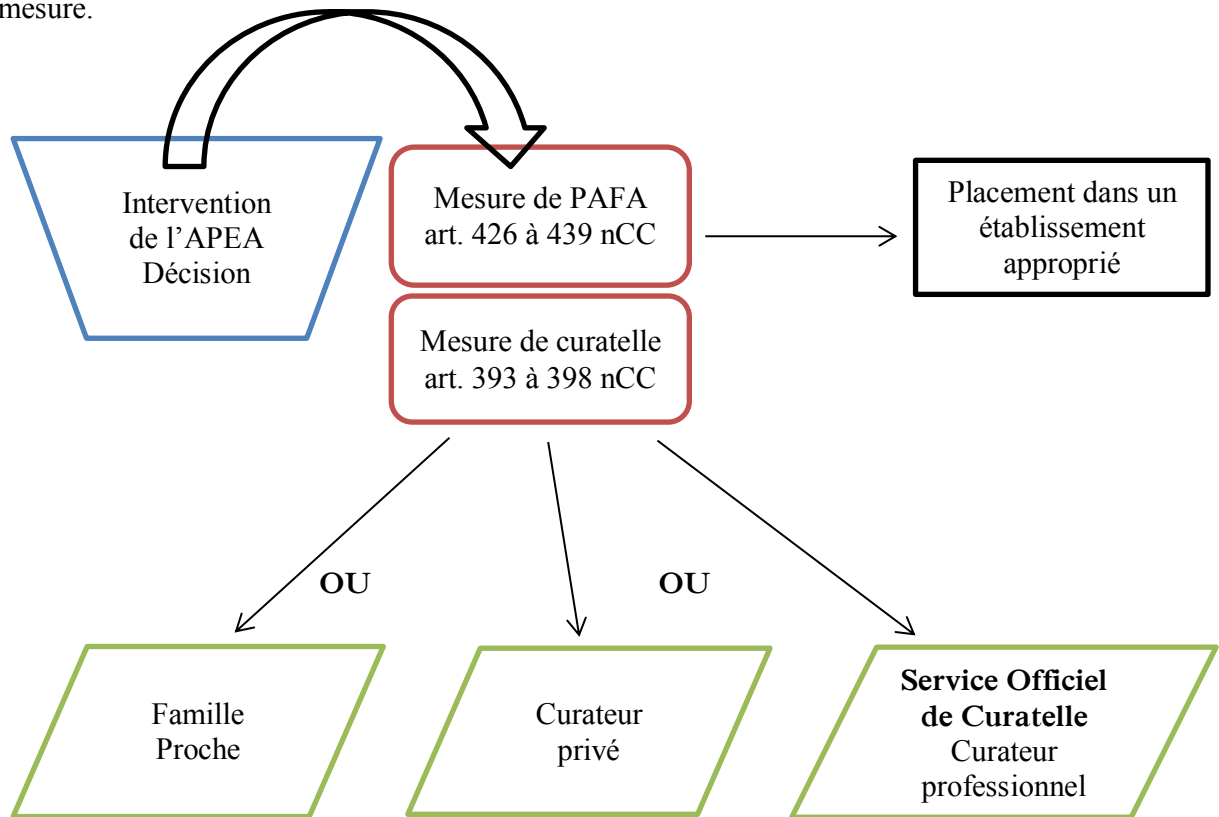 mesure.
Intervention
de l’APEA
Décision
Mesure de PAFA
art. 426 à 439 nCC
Placement dans un
établissement
approprié
Mesure de curatelle
art. 393 à 398 nCC
OU
OU
Famille
Proche
Curateur
privé
Service Officiel
de Curatelle
Curateur
professionnel